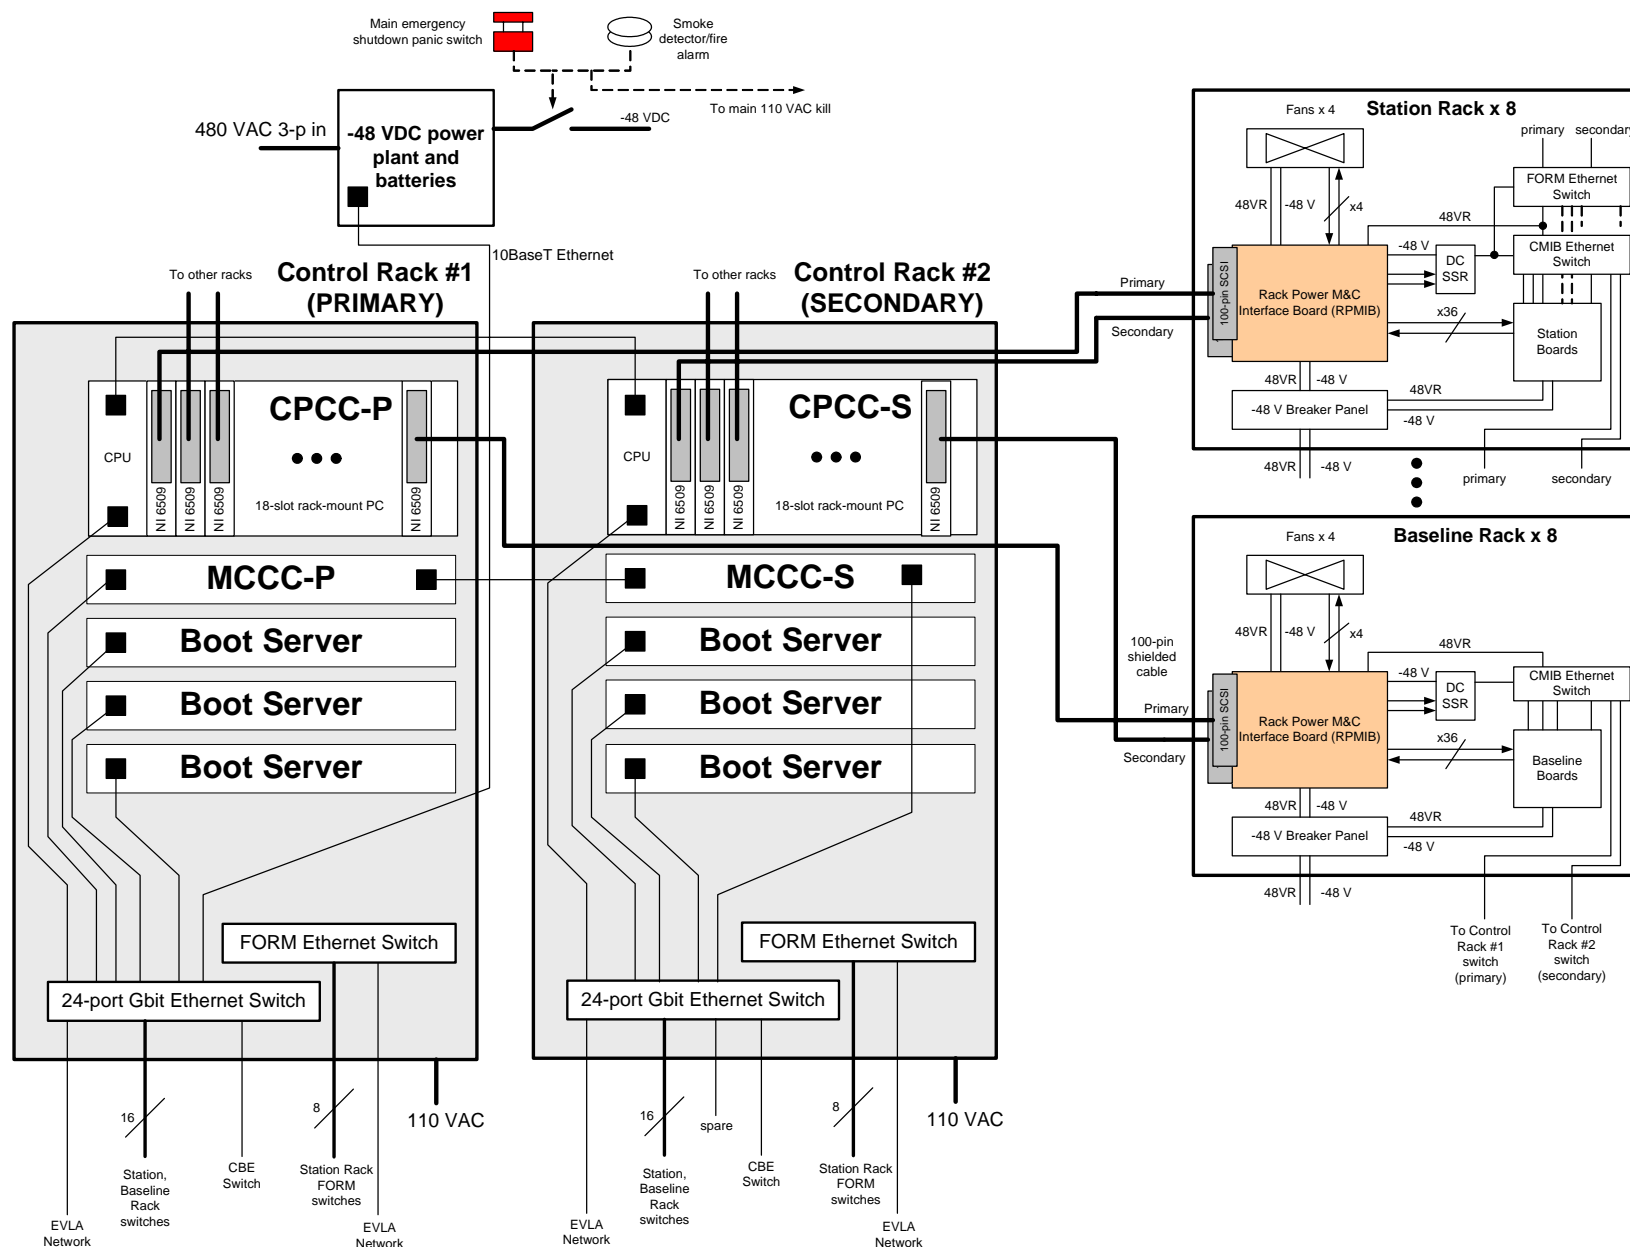 Main emergency
shutdown panic switch
Smoke
detector/fire
alarm
To main 110 VAC kill
480 VAC 3-p in
-48 VDC power
plant and
batteries
-48 VDC
10BaseT Ethernet
To other racks
Control Rack #1
(PRIMARY)
CPU
NI 6509
NI 6509
NI 6509
CPCC-P
18-slot rack-mount PC
NI 6509
MCCC-P
Boot Server
Boot Server
Boot Server
FORM Ethernet Switch
24-port Gbit Ethernet Switch
110 VAC
16
8
Station,
Baseline
Rack
switches
CBE
Switch
Station Rack
FORM
switches
EVLA
Network
EVLA
Network
To other racks
Control Rack #2
(SECONDARY)
CPU
NI 6509
NI 6509
NI 6509
CPCC-S
18-slot rack-mount PC
NI 6509
MCCC-S
Boot Server
Boot Server
Boot Server
FORM Ethernet Switch
24-port Gbit Ethernet Switch
110 VAC
16
spare
8
Station,
Baseline
Rack
switches
CBE
Switch
Station Rack
FORM
switches
EVLA
Network
EVLA
Network
Primary
Secondary
100-pin
shielded
cable
Primary
Secondary
Fans x 4
Station Rack x 8
primary
secondary
FORM Ethernet
Switch
48VR
-48 V
x4
48VR
-48 V
DC
SSR
CMIB Ethernet
Switch
100-pin SCSI
Rack Power M&C
Interface Board (RPMIB)
x36
Station
Boards
48VR
-48 V
48VR
-48 V
-48 V Breaker Panel
48VR
-48 V
primary
secondary
Fans x 4
Baseline Rack x 8
48VR
-48 V
x4
48VR
-48 V
DC
SSR
CMIB Ethernet
Switch
100-pin SCSI
Rack Power M&C
Interface Board (RPMIB)
x36
Baseline
Boards
48VR
-48 V
48VR
-48 V
-48 V Breaker Panel
48VR
-48 V
To Control
Rack #1
switch
(primary)
To Control
Rack #2
switch
(secondary)